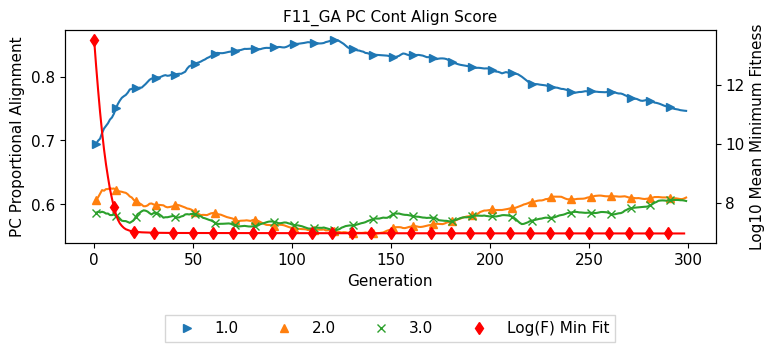 F11_GA PC Cont Align Score
PC Proportional Alignment
0.8
0.7
0.6
12
10
8
Log10 Mean Minimum Fitness
0 50 100 150 200 250 300
Generation
1.0 2.0 3.0 Log(F) Min Fit